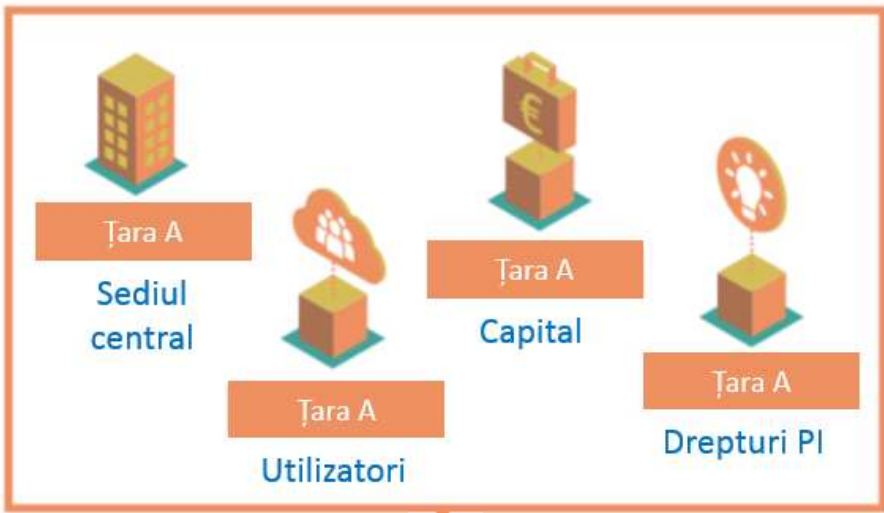 Țara A
Sediul
central
Țara A
Utilizatori
€
Țara A
Capital
Țara A
Drepturi PI